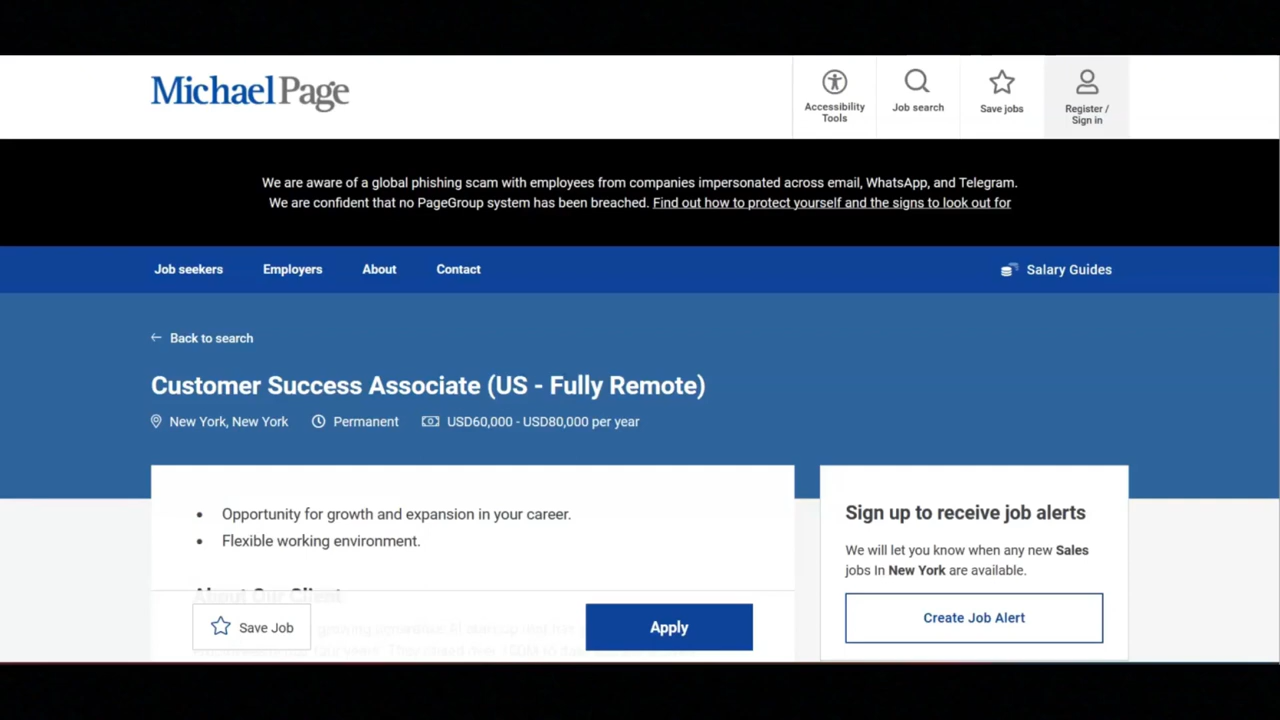 MichaelPage
Accessibility
Tools
Job search
Save jobs
Register /
Sign in
We are aware of a global phishing scam with employees from companies impersonated across email, WhatsApp, and Telegram.
We are confident that no PageGroup system has been breached. Find out how to protect yourself and the signs to look out for
Job seekers
Employers
About
Contact
Salary Guides
Back to search
Customer Success Associate (US - Fully Remote)
New York, New York
Permanent
USD60,000 - USD80,000 per year
• Opportunity for growth and expansion in your career.
• Flexible working environment.
About Our Client
Save Job
Apply
Sign up to receive job alerts
We will let you know when any new Sales
jobs in New York are available.
Create Job Alert